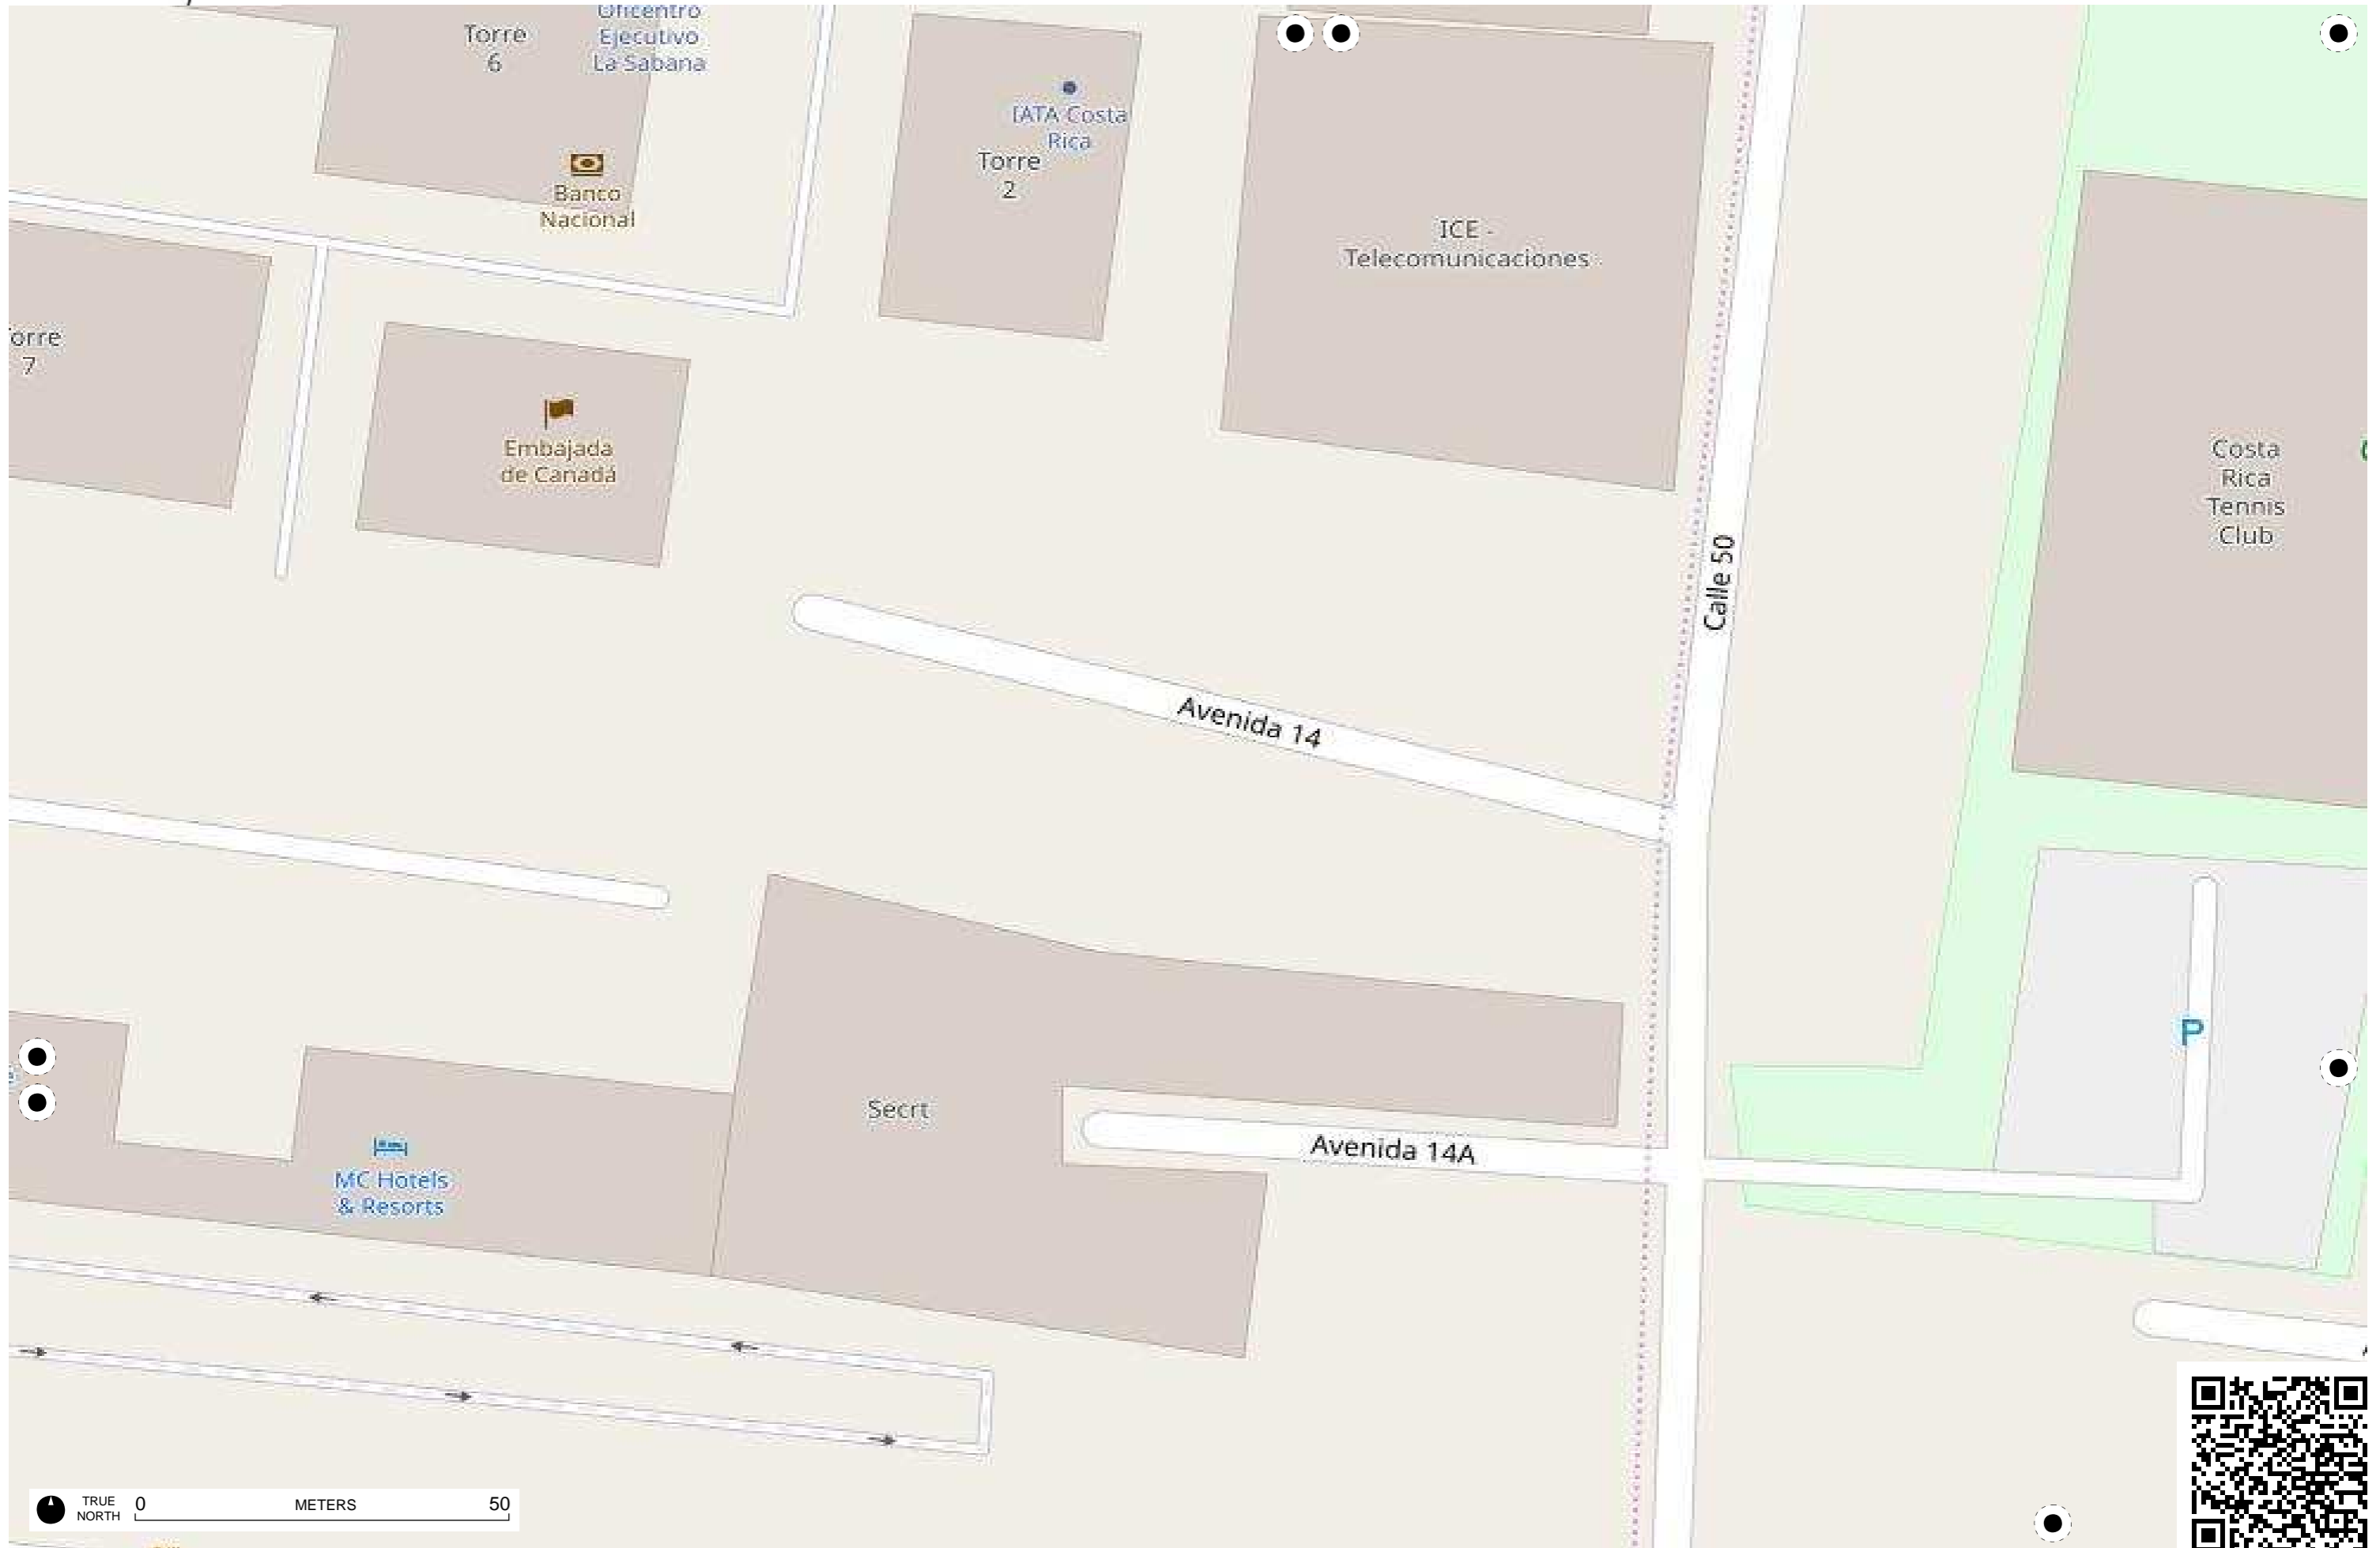 Torre
6
Oficentro
Ejecutivo
La Sabana
Banco
Nacional
IATA Costa
Rica
Torre
2
ICE -
Telecomunicaciones
orre
7
Embajada
de Canadá
Costa
Rica
Tennis
Club
Calle 50
Avenida 14
P
Secrt
Avenida 14A
MC Hotels
& Resorts
TRUE
NORTH
0 METERS 50